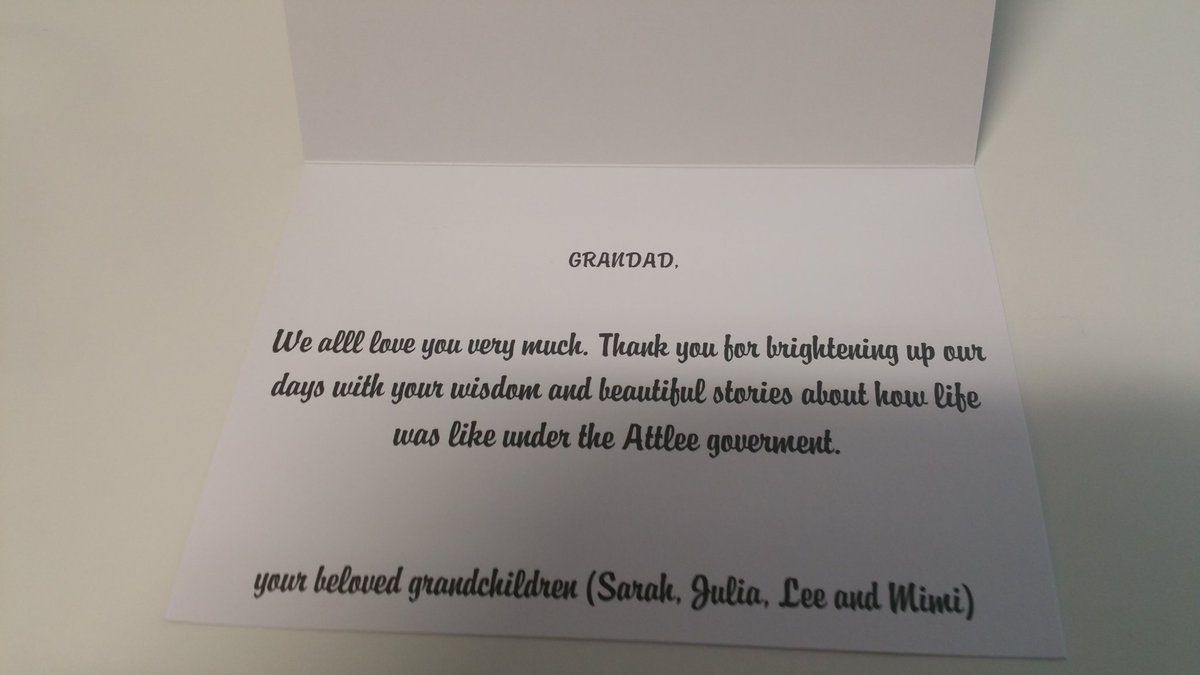 GRANDAD,
We alll love you very much. Thank you for brightening up our
days with your wisdom and beautiful stories about how life
was like under the Attlee goverment.
your beloved grandchildren (Sarah, Julia, Lee and Mimi)